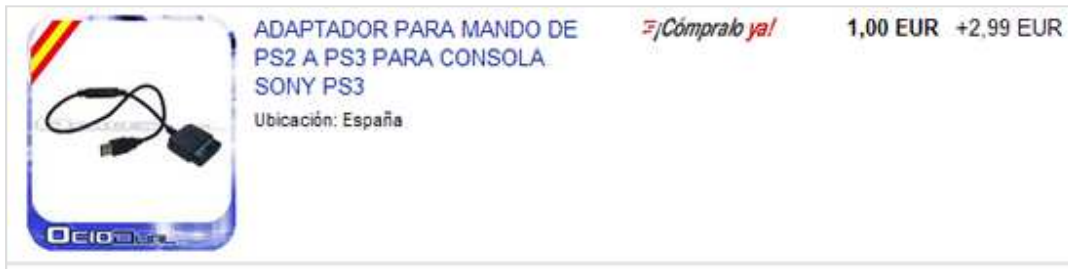 ADAPTADOR PARA MANDO DE
PS2 A PS3 PARA CONSOLA
SONY PS3
Ubicación: España
¡Cómpralo ya!
1,00 EUR +2,99 EUR
OCIODUAL